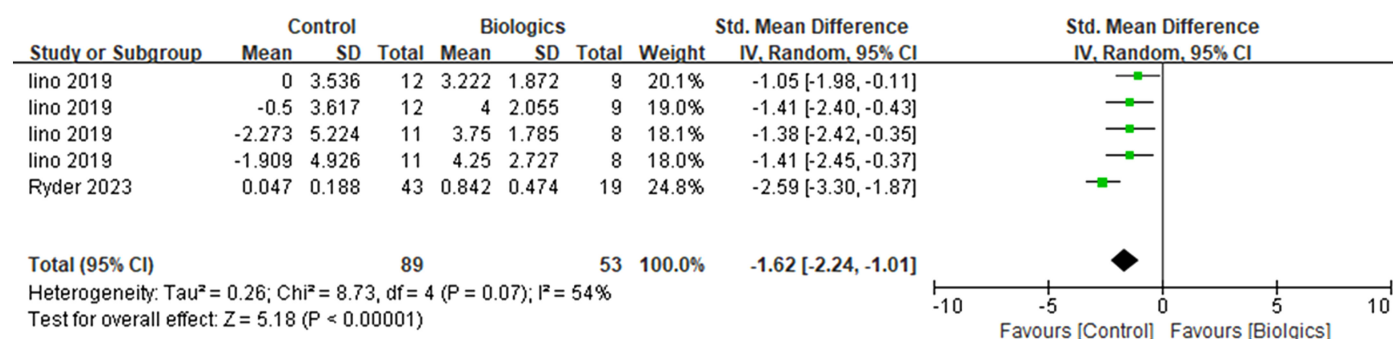 Control Biologics Std. Mean Difference Std. Mean Difference
Study or Subgroup Mean SD Total Mean SD Total Weight IV, Random, 95% CI IV, Random, 95% CI
Iino 2019 0 3.536 12 3.222 1.872 9 20.1% -1.05 [-1.98, -0.11]
Iino 2019 -0.5 3.617 12 4 2.055 9 19.0% -1.41 [-2.40, -0.43]
Iino 2019 -2.273 5.224 11 3.75 1.785 8 18.1% -1.38 [-2.42, -0.35]
Iino 2019 -1.909 4.926 11 4.25 2.727 8 18.0% -1.41 [-2.45, -0.37]
Ryder 2023 0.047 0.188 43 0.842 0.474 19 24.8% -2.59 [-3.30, -1.87]
Total (95% CI) 89 53 100.0% -1.62 [-2.24, -1.01]
Heterogeneity: Tau² = 0.26; Chi² = 8.73, df = 4 (P = 0.07); I² = 54%
Test for overall effect: Z = 5.18 (P < 0.00001)
-10 -5 0 5 10
Favours [Control] Favours [Biolgics]